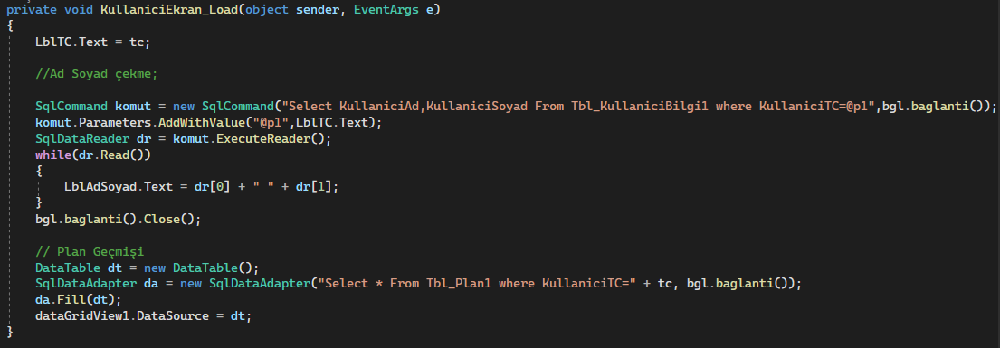 private void KullaniciEkran_Load(object sender, EventArgs e)
{
LblTC.Text = tc;
//Ad Soyad çekme;
SqlCommand komut = new SqlCommand("Select KullaniciAd,KullaniciSoyad From Tbl_KullaniciBilgi1 where KullaniciTC=@p1",bgl.baglanti());
komut.Parameters.AddWithValue("@p1",LblTC.Text);
SqlDataReader dr = komut.ExecuteReader();
while(dr.Read())
{
LblAdSoyad.Text = dr[0] + " " + dr[1];
}
bgl.baglanti().Close();
// Plan Geçmişi
DataTable dt = new DataTable();
SqlDataAdapter da = new SqlDataAdapter("Select * From Tbl_Plan1 where KullaniciTC=" + tc, bgl.baglanti());
da.Fill(dt);
dataGridView1.DataSource = dt;
}